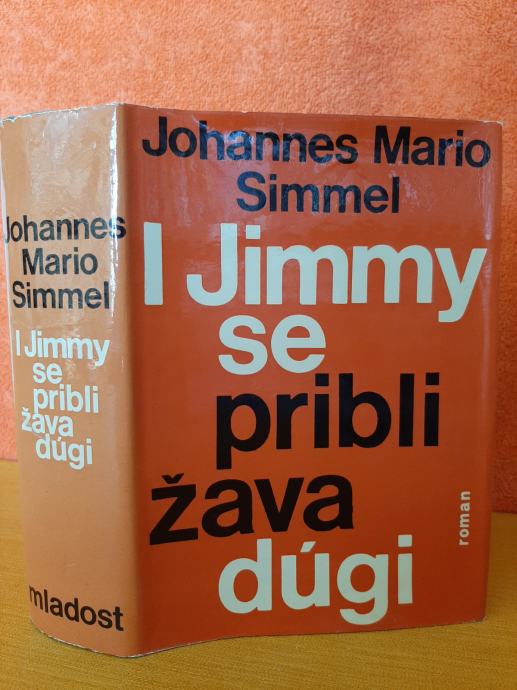 Johannes
Mario
Simmel
I Jimmy
se
pribli
žava
dúgi
mladost
Johannes Mario
Simmel
I Jimmy
se
pribli
žava
dúgi
roman